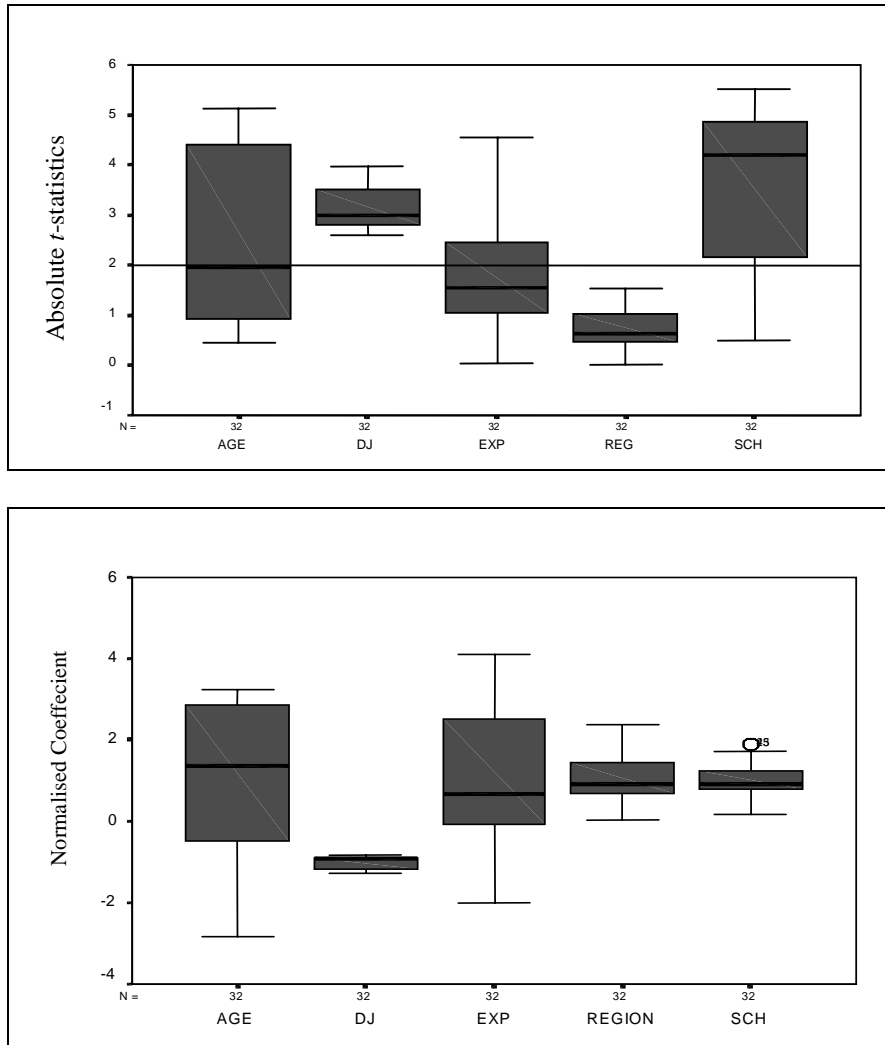 Absolute t-statistics
6
5
4
3
2
1
0
-1
N = 32 32 32 32 32
AGE DJ EXP REG SCH
Normalised Coeffecient
6
4
2
0
-2
-4
N = 32 32 32 32 32
AGE DJ EXP REGION SCH